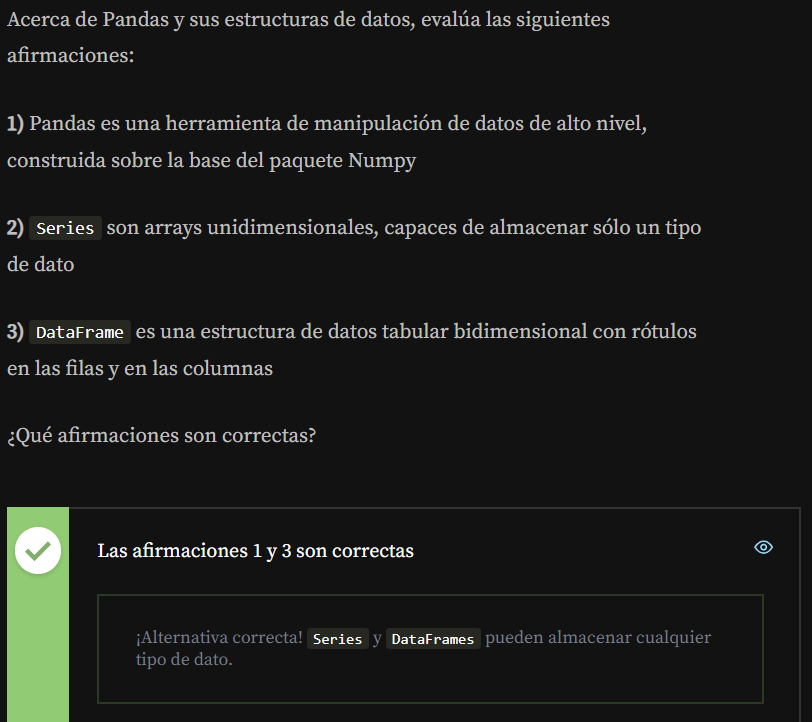 Acerca de Pandas y sus estructuras de datos, evalúa las siguientes
afirmaciones:
1) Pandas es una herramienta de manipulación de datos de alto nivel,
construida sobre la base del paquete Numpy
2) Series son arrays unidimensionales, capaces de almacenar sólo un tipo
de dato
3) DataFrame es una estructura de datos tabular bidimensional con rótulos
en las filas y en las columnas
¿Qué afirmaciones son correctas?
Las afirmaciones 1 y 3 son correctas
¡Alternativa correcta! Series y DataFrames pueden almacenar cualquier
tipo de dato.